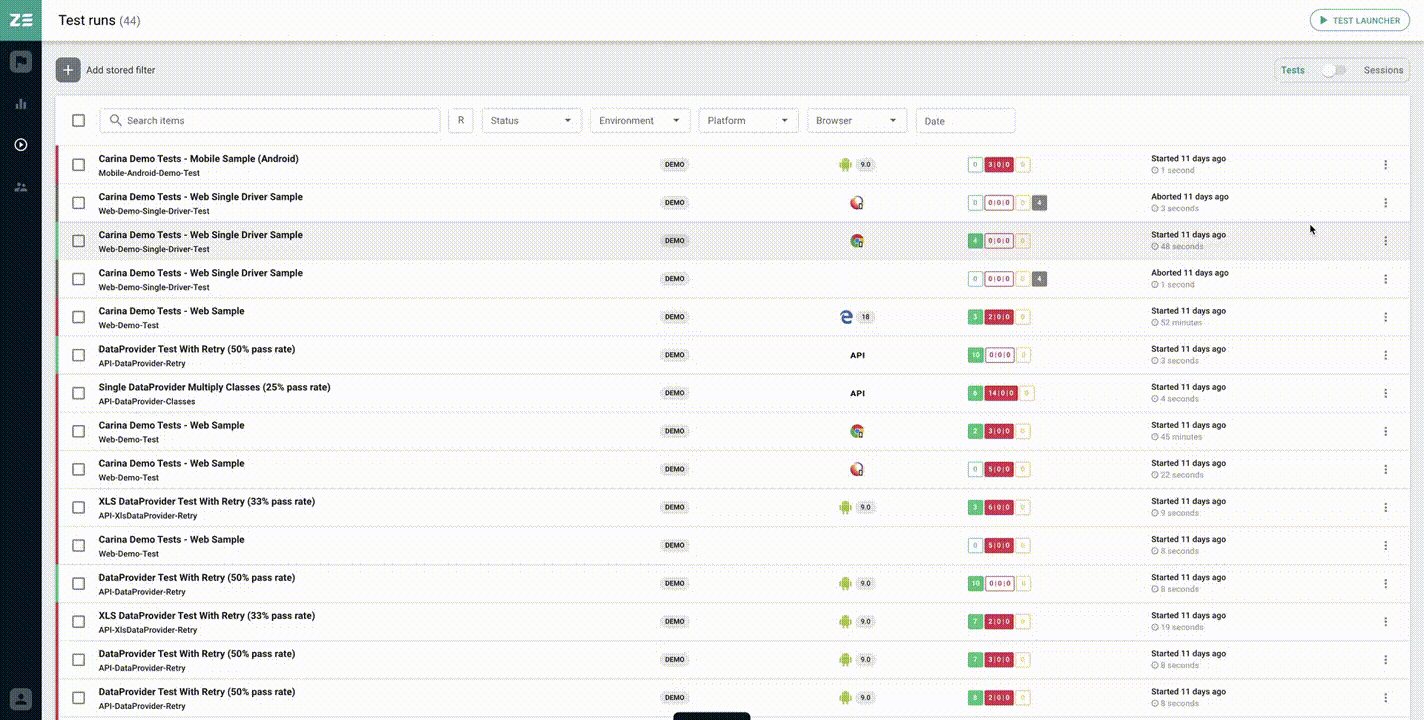 ZE
Test runs (44)
TEST LAUNCHER
Add stored filter
Tests
Sessions
Search items
R
Status
Environment
Platform
Browser
Date
Carina Demo Tests - Mobile Sample (Android)
Mobile-Android-Demo-Test
DEMO
9.0
0 3|0|0 0
Started 11 days ago
1 second
Carina Demo Tests - Web Single Driver Sample
Web-Demo-Single-Driver-Test
DEMO
0 0|0|0 0 4
Aborted 11 days ago
3 seconds
Carina Demo Tests - Web Single Driver Sample
Web-Demo-Single-Driver-Test
DEMO
4 0|0|0 0
Started 11 days ago
48 seconds
Carina Demo Tests - Web Single Driver Sample
Web-Demo-Single-Driver-Test
DEMO
0 0|0|0 0 4
Aborted 11 days ago
1 second
Carina Demo Tests - Web Sample
Web-Demo-Test
DEMO
18
3 2|0|0 0
Started 11 days ago
52 minutes
DataProvider Test With Retry (50% pass rate)
API-DataProvider-Retry
DEMO
API
10 0|0|0 0
Started 11 days ago
3 seconds
Single DataProvider Multiply Classes (25% pass rate)
API-DataProvider-Classes
DEMO
API
6 14|0|0 0
Started 11 days ago
4 seconds
Carina Demo Tests - Web Sample
Web-Demo-Test
DEMO
2 3|0|0 0
Started 11 days ago
45 minutes
Carina Demo Tests - Web Sample
Web-Demo-Test
DEMO
0 5|0|0 0
Started 11 days ago
22 seconds
XLS DataProvider Test With Retry (33% pass rate)
API-XlsDataProvider-Retry
DEMO
9.0
3 6|0|0 0
Started 11 days ago
9 seconds
Carina Demo Tests - Web Sample
Web-Demo-Test
DEMO
0 5|0|0 0
Started 11 days ago
8 seconds
DataProvider Test With Retry (50% pass rate)
API-DataProvider-Retry
DEMO
9.0
10 0|0|0 0
Started 11 days ago
8 seconds
XLS DataProvider Test With Retry (33% pass rate)
API-XlsDataProvider-Retry
DEMO
9.0
7 2|0|0 0
Started 11 days ago
19 seconds
DataProvider Test With Retry (50% pass rate)
API-DataProvider-Retry
DEMO
9.0
7 3|0|0 0
Started 11 days ago
8 seconds
DataProvider Test With Retry (50% pass rate)
API-DataProvider-Retry
DEMO
9.0
8 2|0|0 0
Started 11 days ago
8 seconds